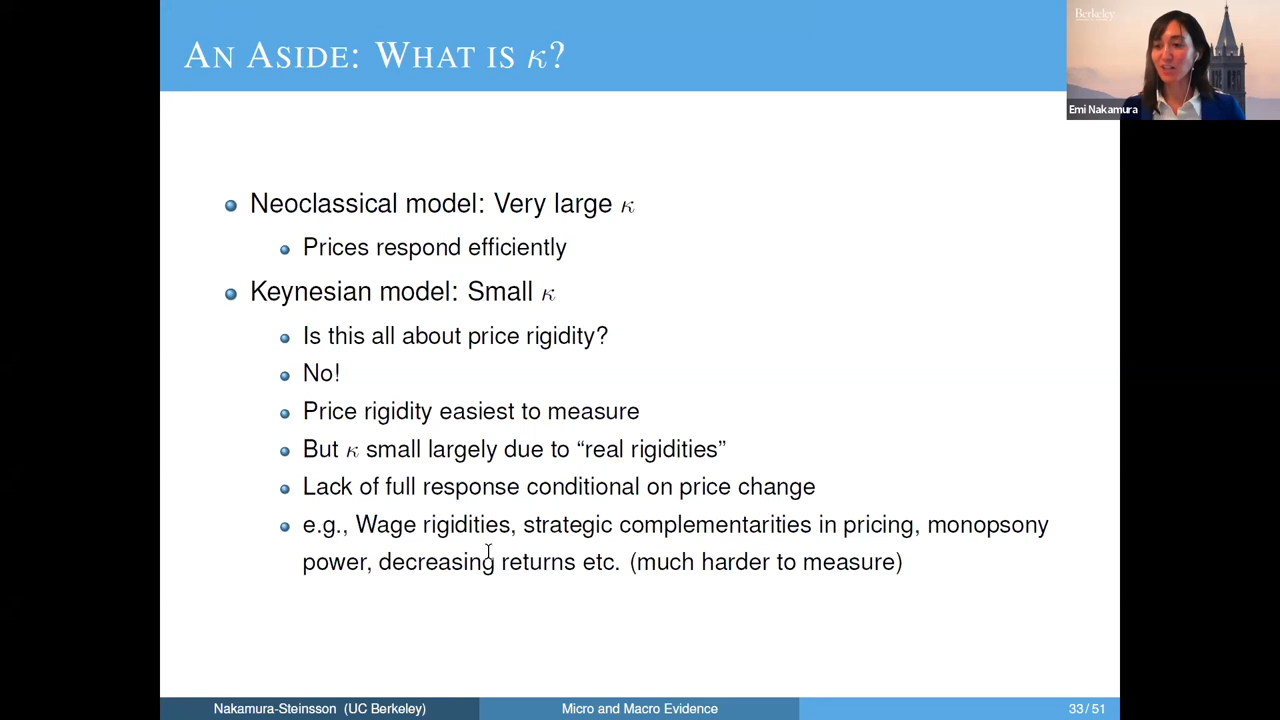 AN ASIDE: WHAT IS κ?
Berkeley
Emi Nakamura
Neoclassical model: Very large κ
Prices respond efficiently
Keynesian model: Small κ
Is this all about price rigidity?
No!
Price rigidity easiest to measure
But κ small largely due to “real rigidities”
Lack of full response conditional on price change
e.g., Wage rigidities, strategic complementarities in pricing, monopsony
power, decreasing returns etc. (much harder to measure)
Nakamura-Steinsson (UC Berkeley)
Micro and Macro Evidence
33 / 51